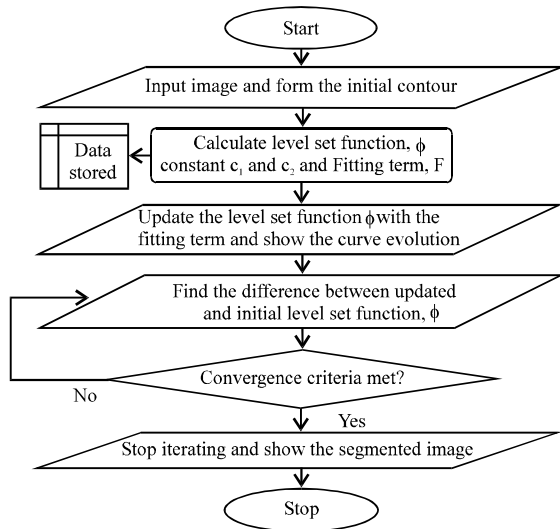 Start
Input image and form the initial contour
Data
stored
Calculate level set function, ϕ
constant c₁ and c₂ and Fitting term, F
Update the level set function ϕ with the
fitting term and show the curve evolution
Find the difference between updated
and initial level set function, ϕ
Convergence criteria met?
No
Yes
Stop iterating and show the segmented image
Stop